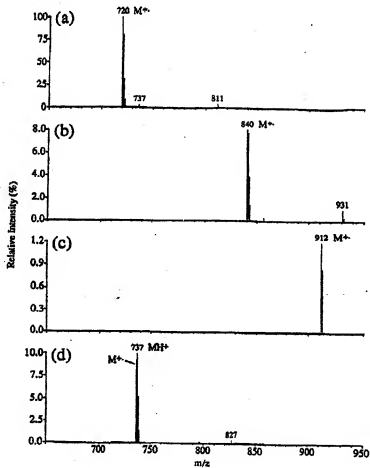 (a)
720 M+·
737
811
100
75
50
25
0
(b)
840 M+·
931
8.0
6.0
4.0
2.0
0.0
Relative Intensity (%)
(c)
912 M+·
1.2
0.9
0.6
0.3
0.0
(d)
737 MH+
M+·
827
10.0
7.5
5.0
2.5
0.0
700 750 800 850 900 950
m/z